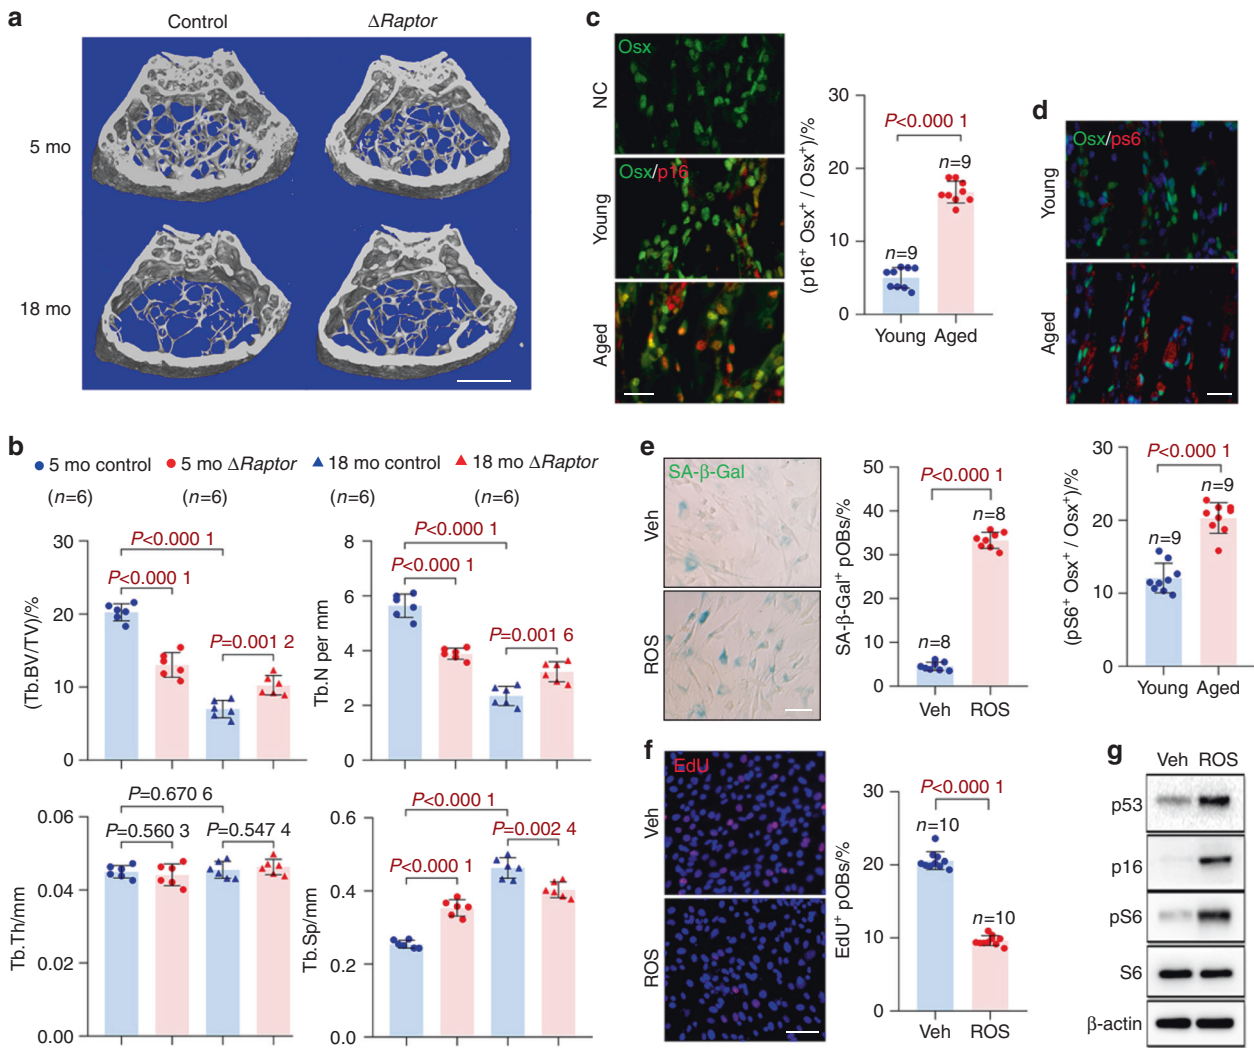 a
Control
ΔRaptor
5 mo
18 mo
b
5 mo control
5 mo ΔRaptor
18 mo control
18 mo ΔRaptor
(n=6)
(n=6)
(n=6)
(n=6)
(Tb.BV/TV)/%
30
20
10
0
P<0.000 1
P<0.000 1
P=0.001 2
Tb.N per mm
8
6
4
2
0
P<0.000 1
P<0.000 1
P=0.001 6
Tb.Th/mm
0.06
0.04
0.02
0.00
P=0.670 6
P=0.560 3
P=0.547 4
Tb.Sp/mm
0.6
0.4
0.2
0.0
P<0.000 1
P<0.000 1
P=0.002 4
c
NC
Osx
Young
Osx/p16
Aged
(p16+ Osx+ / Osx+)/%
30
20
10
0
P<0.000 1
n=9
n=9
Young
Aged
d
Young
Osx/ps6
Aged
(pS6+ Osx+ / Osx+)/%
30
20
10
0
P<0.000 1
n=9
n=9
Young
Aged
e
SA-β-Gal
Veh
ROS
SA-β-Gal+ pOBs/%
50
40
30
20
10
0
P<0.000 1
n=8
n=8
Veh
ROS
f
EdU
Veh
ROS
EdU+ pOBs/%
30
20
10
0
P<0.000 1
n=10
n=10
Veh
ROS
g
Veh ROS
p53
p16
pS6
S6
β-actin